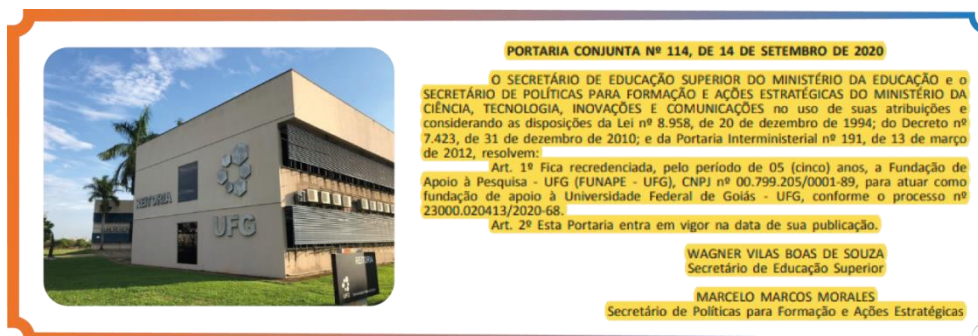 REITORIA
UFG
REITORIA
UFG
PORTARIA CONJUNTA Nº 114, DE 14 DE SETEMBRO DE 2020
O SECRETÁRIO DE EDUCAÇÃO SUPERIOR DO MINISTÉRIO DA EDUCAÇÃO e o
SECRETÁRIO DE POLÍTICAS PARA FORMAÇÃO E AÇÕES ESTRATÉGICAS DO MINISTÉRIO DA
CIÊNCIA, TECNOLOGIA, INOVAÇÕES E COMUNICAÇÕES no uso de suas atribuições e
considerando as disposições da Lei nº 8.958, de 20 de dezembro de 1994; do Decreto nº
7.423, de 31 de dezembro de 2010; e da Portaria Interministerial nº 191, de 13 de março
de 2012, resolvem:
Art. 1º Fica recredenciada, pelo período de 05 (cinco) anos, a Fundação de
Apoio à Pesquisa - UFG (FUNAPE - UFG), CNPJ nº 00.799.205/0001-89, para atuar como
fundação de apoio à Universidade Federal de Goiás - UFG, conforme o processo nº
23000.020413/2020-68.
Art. 2º Esta Portaria entra em vigor na data de sua publicação.
WAGNER VILAS BOAS DE SOUZA
Secretário de Educação Superior
MARCELO MARCOS MORALES
Secretário de Políticas para Formação e Ações Estratégicas